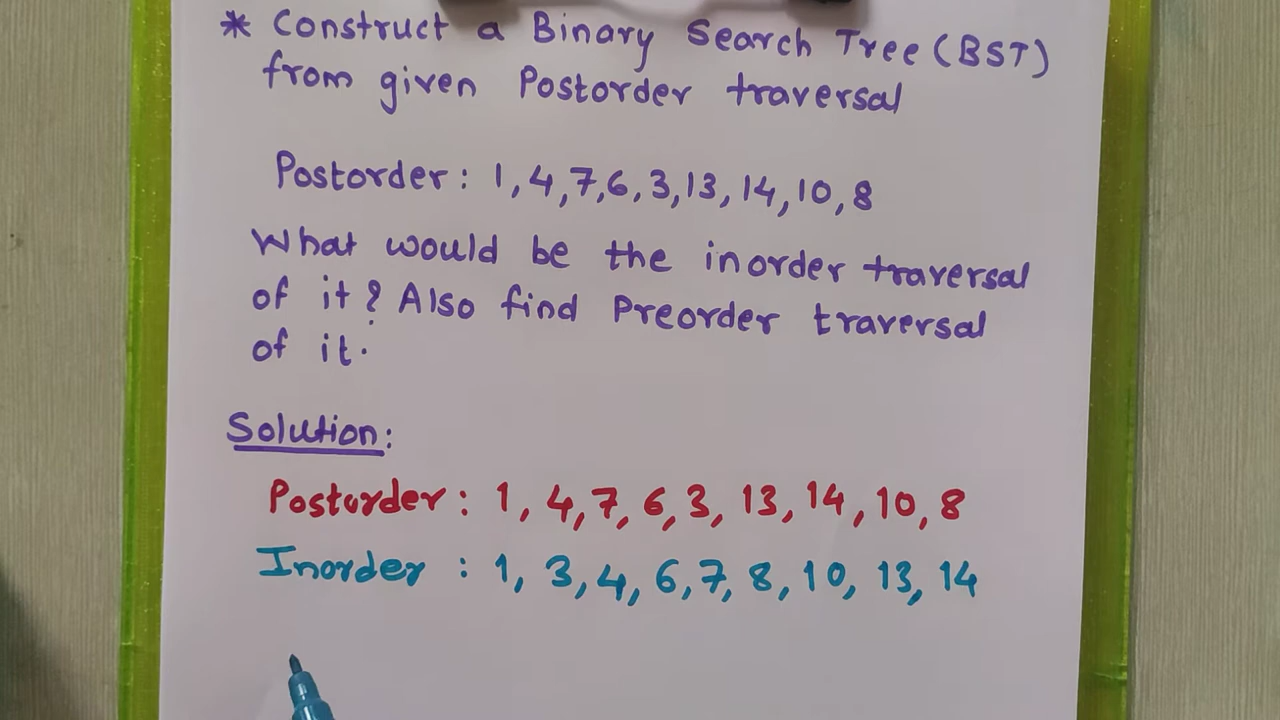 * Construct a Binary Search Tree (BST)
from given Postorder traversal
Postorder: 1, 4, 7, 6, 3, 13, 14, 10, 8
What would be the inorder traversal
of it? Also find Preorder traversal
of it.
Solution:
Postorder: 1, 4, 7, 6, 3, 13, 14, 10, 8
Inorder : 1, 3, 4, 6, 7, 8, 10, 13, 14